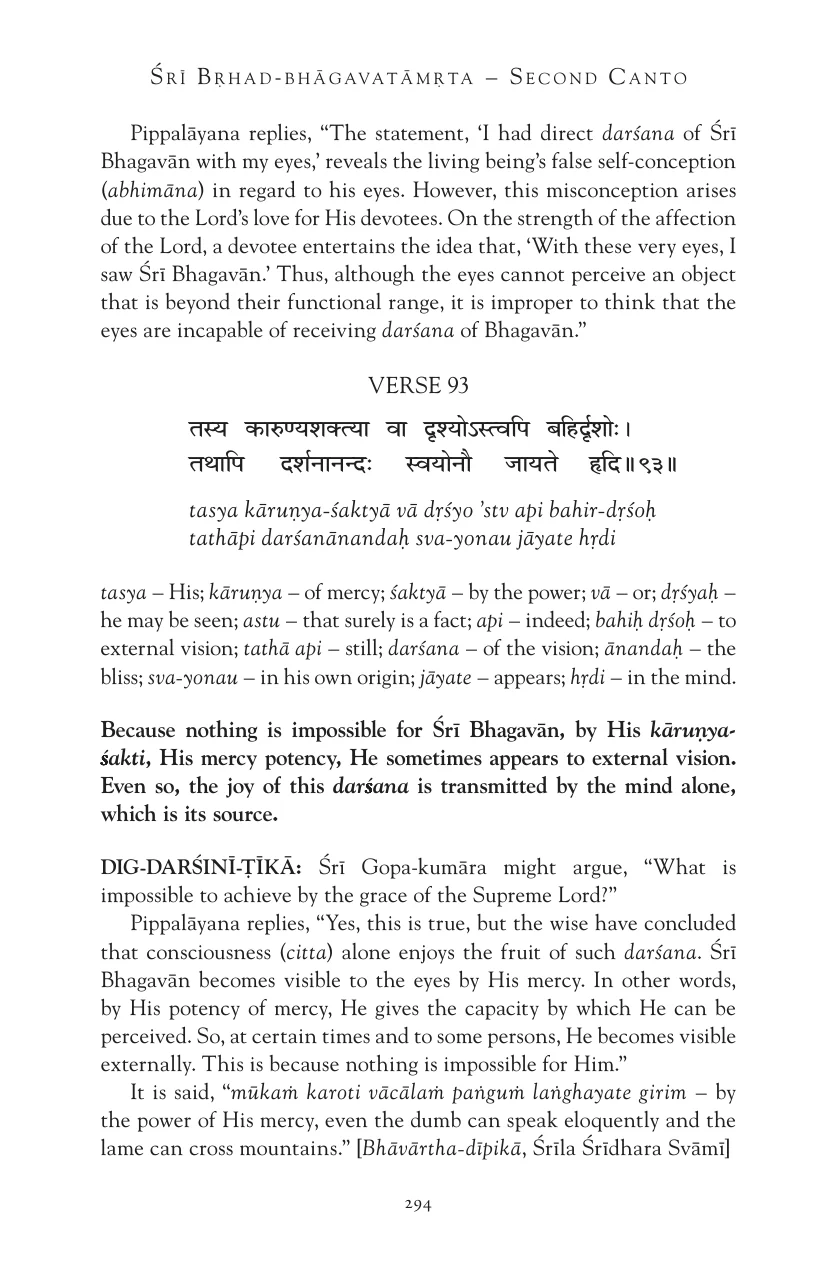 Śrī Bṛhad-bhāgavatāmṛta – Second Canto
Pippalāyana replies, “The statement, ‘I had direct darśana of Śrī
Bhagavān with my eyes,’ reveals the living being’s false self-conception
(abhimāna) in regard to his eyes. However, this misconception arises
due to the Lord’s love for His devotees. On the strength of the affection
of the Lord, a devotee entertains the idea that, ‘With these very eyes, I
saw Śrī Bhagavān.’ Thus, although the eyes cannot perceive an object
that is beyond their functional range, it is improper to think that the
eyes are incapable of receiving darśana of Bhagavān.”
VERSE 93
तस्य कारुण्यशक्त्या वा दृश्योऽस्त्वपि बहिर्दृशोः।
तथापि दर्शनानन्दः स्वयोनौ जायते हृदि॥९३॥
tasya kāruṇya-śaktyā vā dṛśyo ’stv api bahir-dṛśoḥ
tathāpi darśanānandaḥ sva-yonau jāyate hṛdi
tasya – His; kāruṇya – of mercy; śaktyā – by the power; vā – or; dṛśyaḥ –
he may be seen; astu – that surely is a fact; api – indeed; bahiḥ dṛśoḥ – to
external vision; tathā api – still; darśana – of the vision; ānandaḥ – the
bliss; sva-yonau – in his own origin; jāyate – appears; hṛdi – in the mind.
Because nothing is impossible for Śrī Bhagavān, by His kāruṇya-
śakti, His mercy potency, He sometimes appears to external vision.
Even so, the joy of this darśana is transmitted by the mind alone,
which is its source.
DIG-DARŚINĪ-ṬĪKĀ: Śrī Gopa-kumāra might argue, “What is
impossible to achieve by the grace of the Supreme Lord?”
Pippalāyana replies, “Yes, this is true, but the wise have concluded
that consciousness (citta) alone enjoys the fruit of such darśana. Śrī
Bhagavān becomes visible to the eyes by His mercy. In other words,
by His potency of mercy, He gives the capacity by which He can be
perceived. So, at certain times and to some persons, He becomes visible
externally. This is because nothing is impossible for Him.”
It is said, “mūkaṁ karoti vācālaṁ paṅguṁ laṅghayate girim – by
the power of His mercy, even the dumb can speak eloquently and the
lame can cross mountains.” [Bhāvārtha-dīpikā, Śrīla Śrīdhara Svāmī]
294